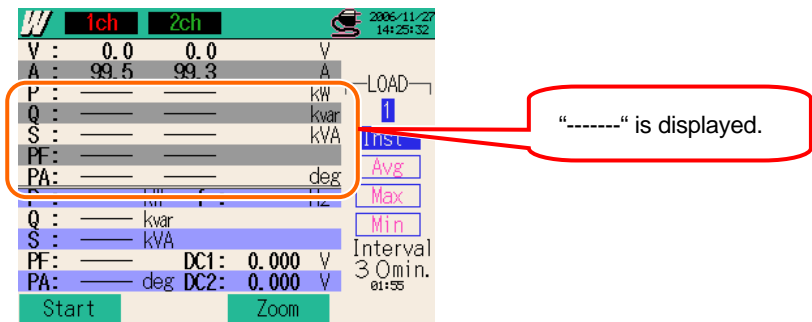 W 1ch 2ch 2006/11/27
14:25:32
V : 0.0 0.0 V
A : 99.5 99.3 A
P : —— —— kW
Q : —— —— kvar
S : —— —— kVA
PF: —— ——
PA: —— —— deg
P : —— kW f : —— Hz
Q : —— kvar
S : —— kVA
PF: —— DC1: 0.000 V
PA: —— deg DC2: 0.000 V
Start Zoom
LOAD
1
Inst
Avg
Max
Min
Interval
30min.
01:55
“-------“ is displayed.